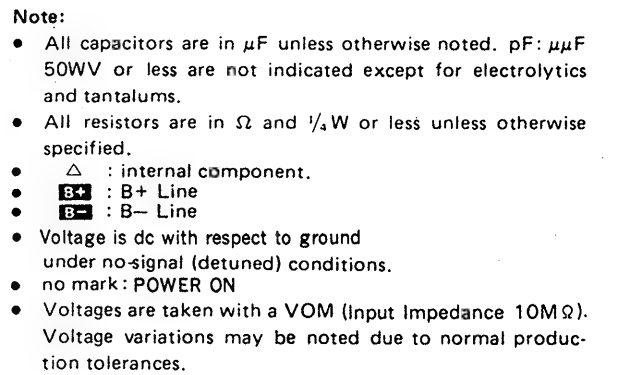 Note:
• All capacitors are in μF unless otherwise noted. pF: μμF
50WV or less are not indicated except for electrolytics
and tantalums.
• All resistors are in Ω and ¼W or less unless otherwise
specified.
• △ : internal component.
• B+ : B+ Line
• B− : B− Line
• Voltage is dc with respect to ground
under no-signal (detuned) conditions.
• no mark: POWER ON
• Voltages are taken with a VOM (Input Impedance 10MΩ).
Voltage variations may be noted due to normal produc-
tion tolerances.